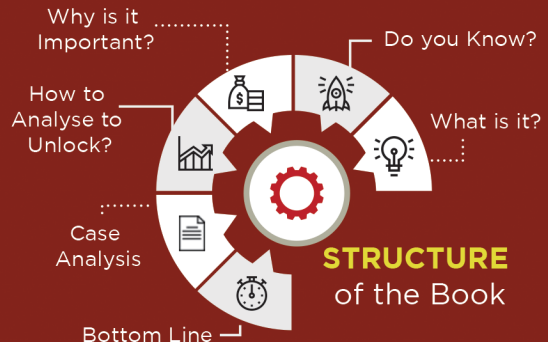 Why is it
Important?
Do you Know?
How to
Analyse to
Unlock?
What is it?
$
Case
Analysis
STRUCTURE
of the Book
Bottom Line